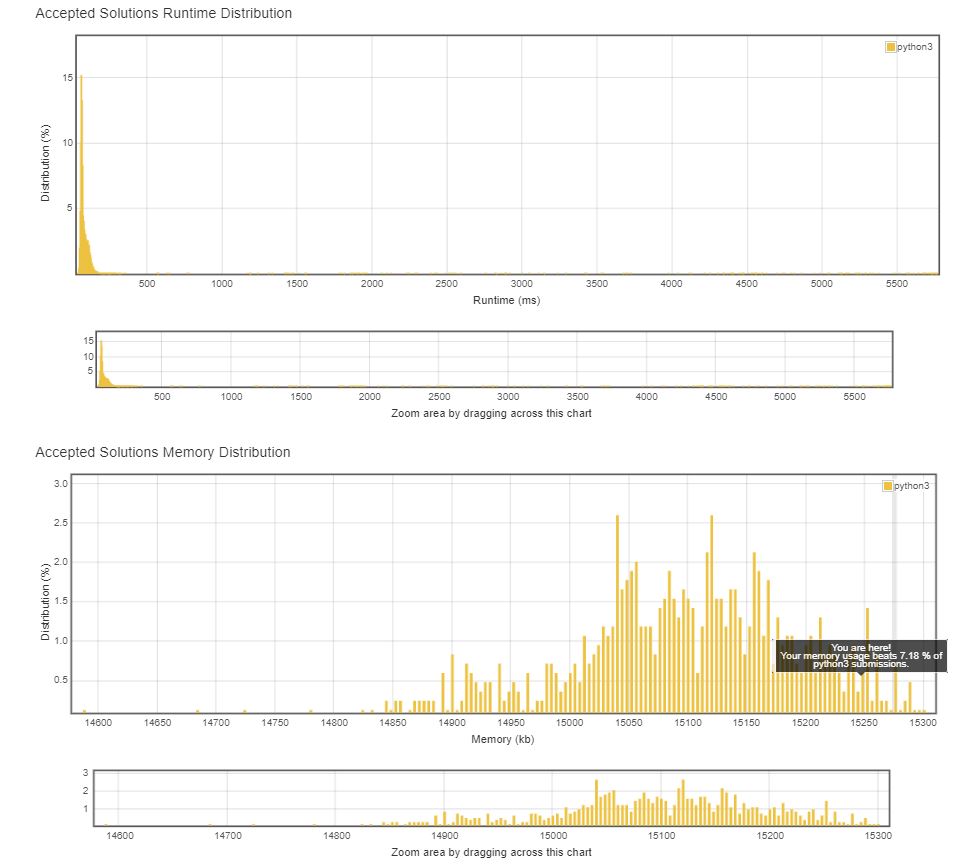 Accepted Solutions Runtime Distribution
python3
15
10
5
Distribution (%)
500 1000 1500 2000 2500 3000 3500 4000 4500 5000 5500
Runtime (ms)
15
10
5
500 1000 1500 2000 2500 3000 3500 4000 4500 5000 5500
Zoom area by dragging across this chart
Accepted Solutions Memory Distribution
python3
3.0
2.5
2.0
1.5
1.0
0.5
Distribution (%)
You are here!
Your memory usage beats 7.18 % of
python3 submissions.
14600 14650 14700 14750 14800 14850 14900 14950 15000 15050 15100 15150 15200 15250 15300
Memory (kb)
3
2
1
14600 14700 14800 14900 15000 15100 15200 15300
Zoom area by dragging across this chart